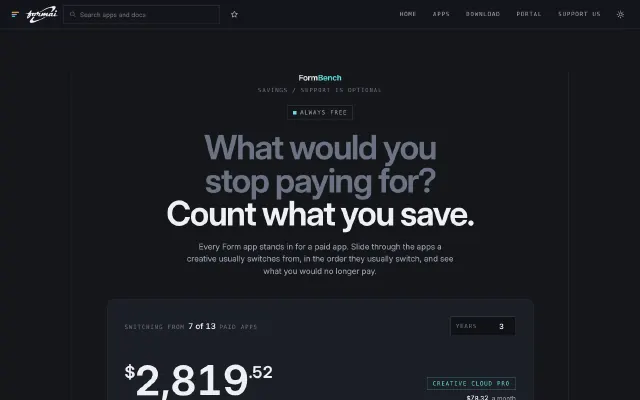 formai
Search apps and docs
HOME
APPS
DOWNLOAD
PORTAL
SUPPORT US
FormBench
SAVINGS / SUPPORT IS OPTIONAL
ALWAYS FREE
What would you
stop paying for?
Count what you save.
Every Form app stands in for a paid app. Slide through the apps a
creative usually switches from, in the order they usually switch, and see
what you would no longer pay.
SWITCHING FROM 7 of 13 PAID APPS
YEARS 3
$2,819.52
CREATIVE CLOUD PRO
$78.32 a month